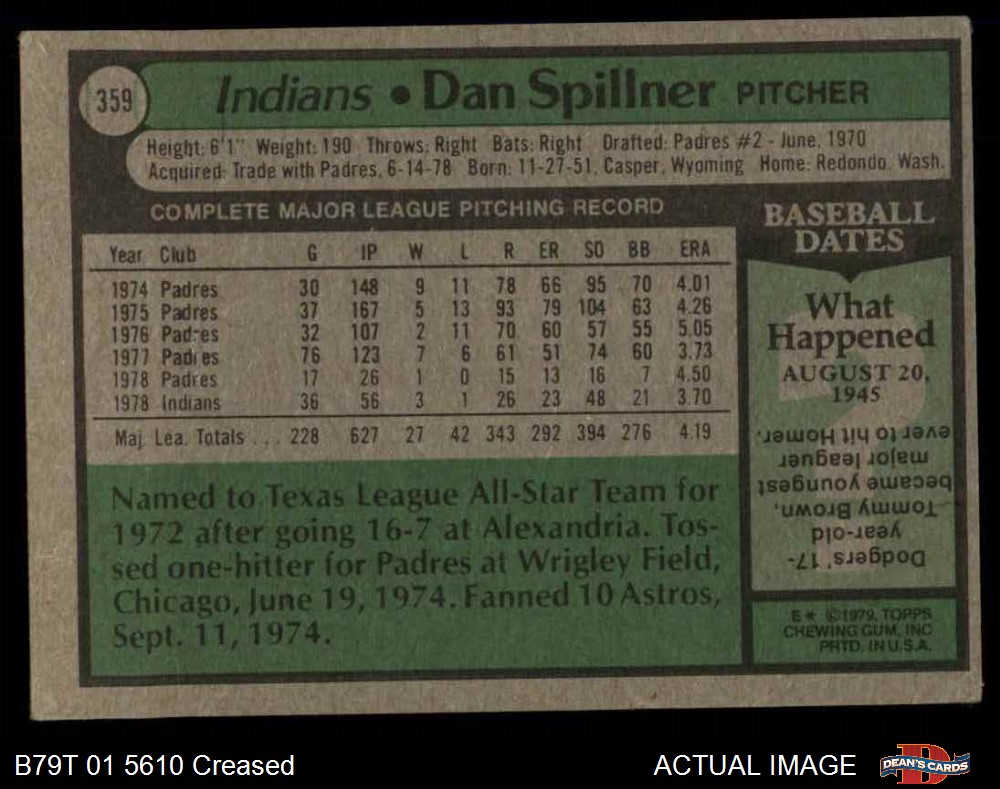 359
Indians • Dan Spillner PITCHER
Height: 6'1" Weight: 190 Throws: Right Bats: Right Drafted: Padres #2 - June, 1970
Acquired: Trade with Padres, 6-14-78 Born: 11-27-51, Casper, Wyoming Home: Redondo, Wash.
COMPLETE MAJOR LEAGUE PITCHING RECORD
Year Club G IP W L R ER SO BB ERA
1974 Padres 30 148 9 11 78 66 95 70 4.01
1975 Padres 37 167 5 13 93 79 104 63 4.26
1976 Padres 32 107 2 11 70 60 57 55 5.05
1977 Padres 76 123 7 6 61 51 74 60 3.73
1978 Padres 17 26 1 0 15 13 16 7 4.50
1978 Indians 36 56 3 1 26 23 48 21 3.70
Maj. Lea. Totals ... 228 627 27 42 343 292 394 276 4.19
Named to Texas League All-Star Team for
1972 after going 16-7 at Alexandria. Tos-
sed one-hitter for Padres at Wrigley Field,
Chicago, June 19, 1974. Fanned 10 Astros,
Sept. 11, 1974.
BASEBALL
DATES
What
Happened
AUGUST 20,
1945
Dodgers' 17-
year-old
Tommy Brown,
became youngest
major leaguer
ever to hit Homer.
E* ©1979, TOPPS
CHEWING GUM, INC
PRTD. IN U.S.A.
B79T 01 5610 Creased
ACTUAL IMAGE
D
DEAN'S CARDS